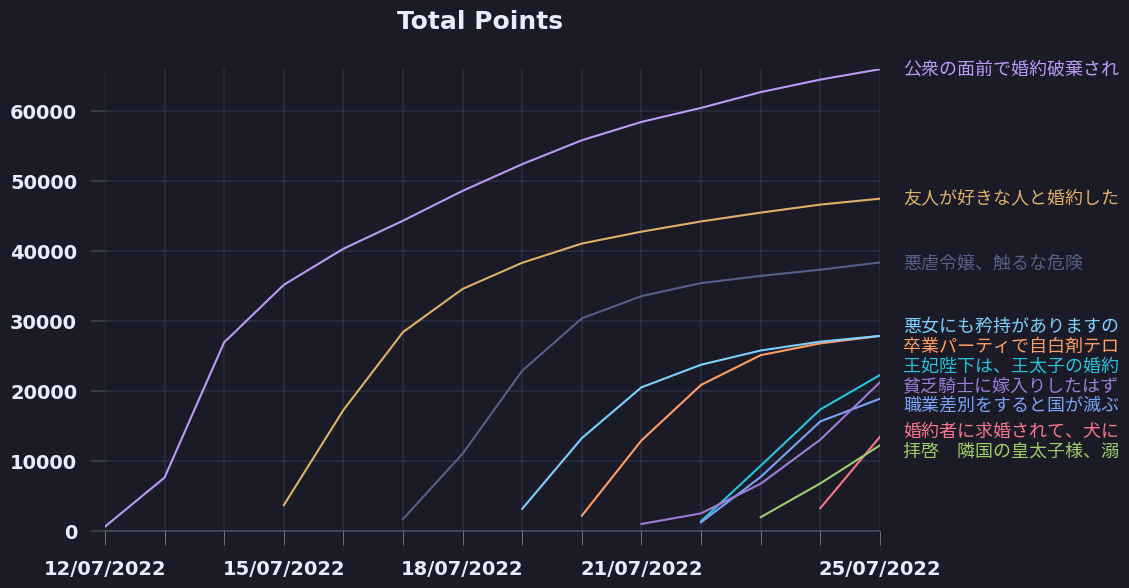 Total Points
公衆の面前で婚約破棄され
60000
50000
友人が好きな人と婚約した
40000
悪虐令嬢、触るな危険
30000
悪女にも矜持がありますの
卒業パーティで自白剤テロ
王妃陛下は、王太子の婚約
20000
貧乏騎士に嫁入りしたはず
職業差別をすると国が滅ぶ
婚約者に求婚されて、犬に
拝啓　隣国の皇太子様、溺
10000
0
12/07/2022 15/07/2022 18/07/2022 21/07/2022 25/07/2022